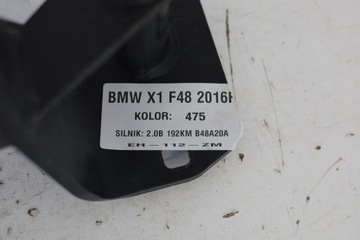 BMW X1 F48 2016
KOLOR: 475
SILNIK: 2.0B 192KM B48A20A
EH-112-ZM